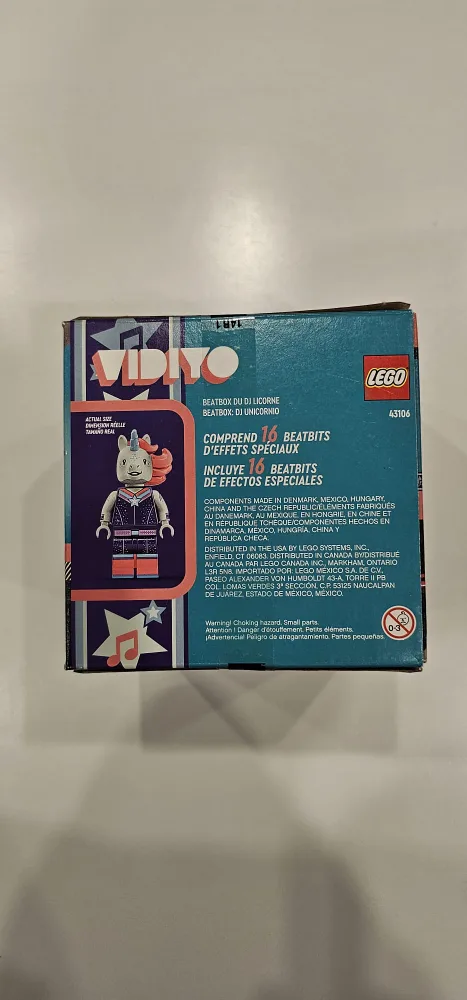 14R1
VIDIYO™
LEGO
43106
BEATBOX DU DJ LICORNE
BEATBOX: DJ UNICORNIO
ACTUAL SIZE
DIMENSION RÉELLE
TAMAÑO REAL
COMPREND 16 BEATBITS
D'EFFETS SPÉCIAUX
INCLUYE 16 BEATBITS
DE EFECTOS ESPECIALES
COMPONENTS MADE IN DENMARK, MEXICO, HUNGARY,
CHINA AND THE CZECH REPUBLIC/ÉLÉMENTS FABRIQUÉS
AU DANEMARK, AU MEXIQUE, EN HONGRIE, EN CHINE ET
EN RÉPUBLIQUE TCHÈQUE/COMPONENTES HECHOS EN
DINAMARCA, MÉXICO, HUNGRÍA, CHINA Y
REPÚBLICA CHECA.
DISTRIBUTED IN THE USA BY LEGO SYSTEMS, INC.,
ENFIELD, CT 06083. DISTRIBUTED IN CANADA BY/DISTRIBUÉ
AU CANADA PAR LEGO CANADA INC., MARKHAM, ONTARIO
L3R 5N6. IMPORTADO POR: LEGO MÉXICO S.A. DE C.V.,
PASEO ALEXANDER VON HUMBOLDT 43-A, TORRE II PB
COL. LOMAS VERDES 3ª SECCIÓN, C.P. 53125 NAUCALPAN
DE JUÁREZ, ESTADO DE MÉXICO, MÉXICO.
Warning! Choking hazard. Small parts.
Attention ! Danger d'étouffement. Petits éléments.
¡Advertencia! Peligro de atragantamiento. Partes pequeñas.
0-3